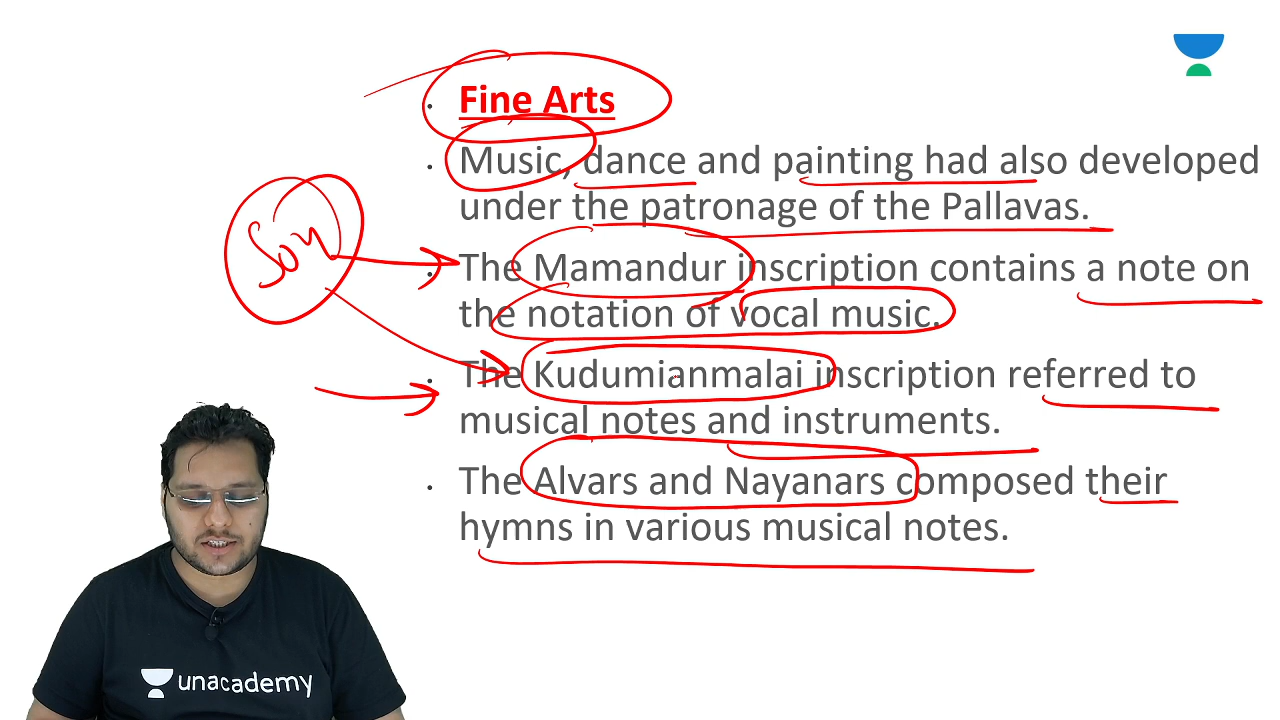 Fine Arts
Music, dance and painting had also developed
under the patronage of the Pallavas.
The Mamandur inscription contains a note on
the notation of vocal music.
The Kudumianmalai inscription referred to
musical notes and instruments.
The Alvars and Nayanars composed their
hymns in various musical notes.
unacademy